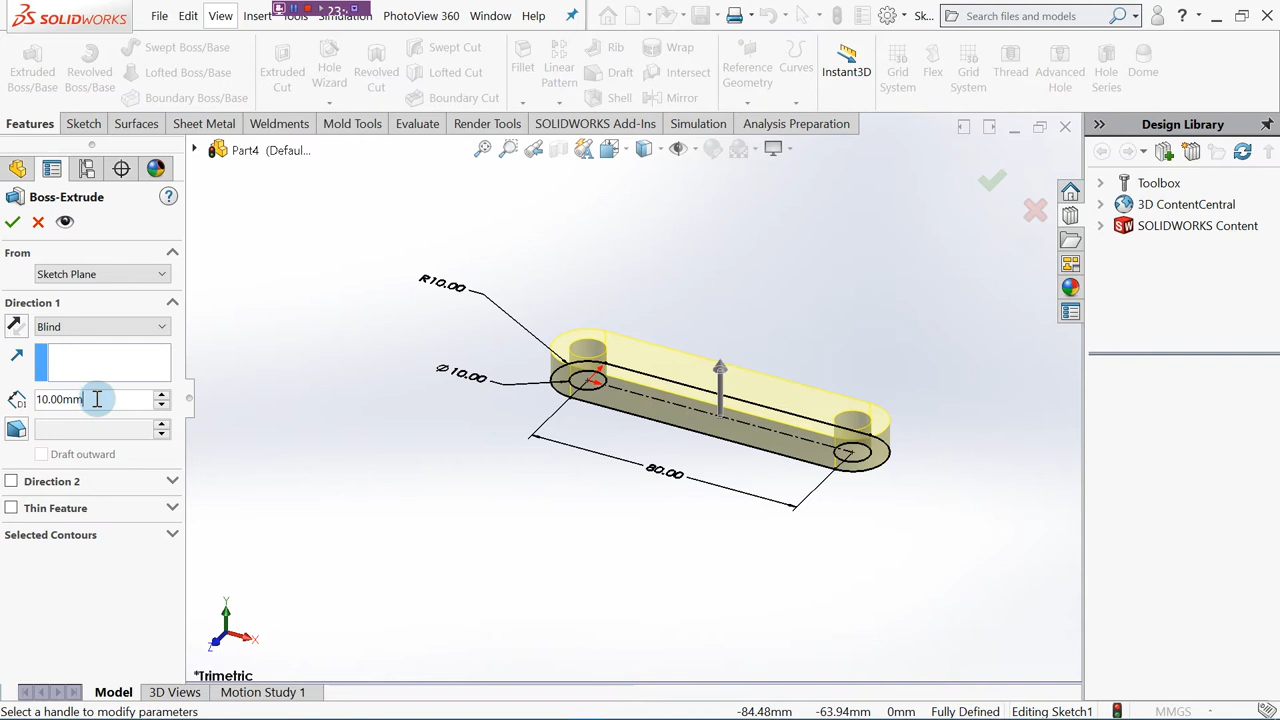 SOLIDWORKS File Edit View Insert Tools Simulation PhotoView 360 Window Help Sk... Search files and models ?
23:
Extruded Boss/Base
Revolved Boss/Base
Swept Boss/Base
Lofted Boss/Base
Boundary Boss/Base
Extruded Cut
Hole Wizard
Revolved Cut
Swept Cut
Lofted Cut
Boundary Cut
Fillet
Linear Pattern
Rib
Draft
Shell
Wrap
Intersect
Mirror
Reference Geometry
Curves
Instant3D
Grid System
Flex
Grid System
Thread
Advanced Hole
Hole Series
Dome
Features Sketch Surfaces Sheet Metal Weldments Mold Tools Evaluate Render Tools SOLIDWORKS Add-Ins Simulation Analysis Preparation
Design Library
Part4 (Defaul...
Boss-Extrude ?
From
Sketch Plane
Direction 1
Blind
D1 10.00mm
Draft outward
Direction 2
Thin Feature
Selected Contours
R10.00
Ø10.00
80.00
Toolbox
3D ContentCentral
SOLIDWORKS Content
Y
X
Z
*Trimetric
Model 3D Views Motion Study 1
Select a handle to modify parameters -84.48mm -63.94mm 0mm Fully Defined Editing Sketch1 MMGS